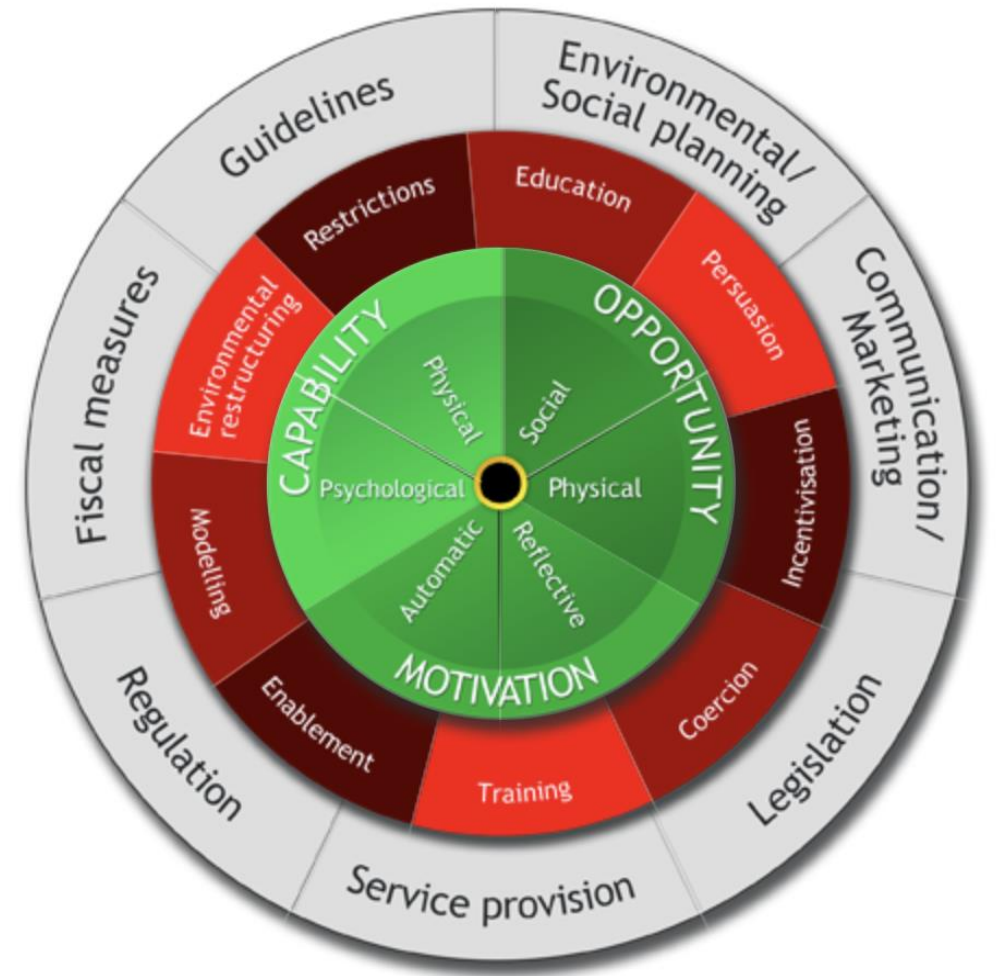 Guidelines
Environmental/
Social planning
Communication/
Marketing
Legislation
Service provision
Regulation
Fiscal measures
Restrictions
Education
Persuasion
Incentivisation
Coercion
Training
Enablement
Modelling
Environmental
restructuring
CAPABILITY
OPPORTUNITY
MOTIVATION
Physical
Social
Physical
Reflective
Automatic
Psychological